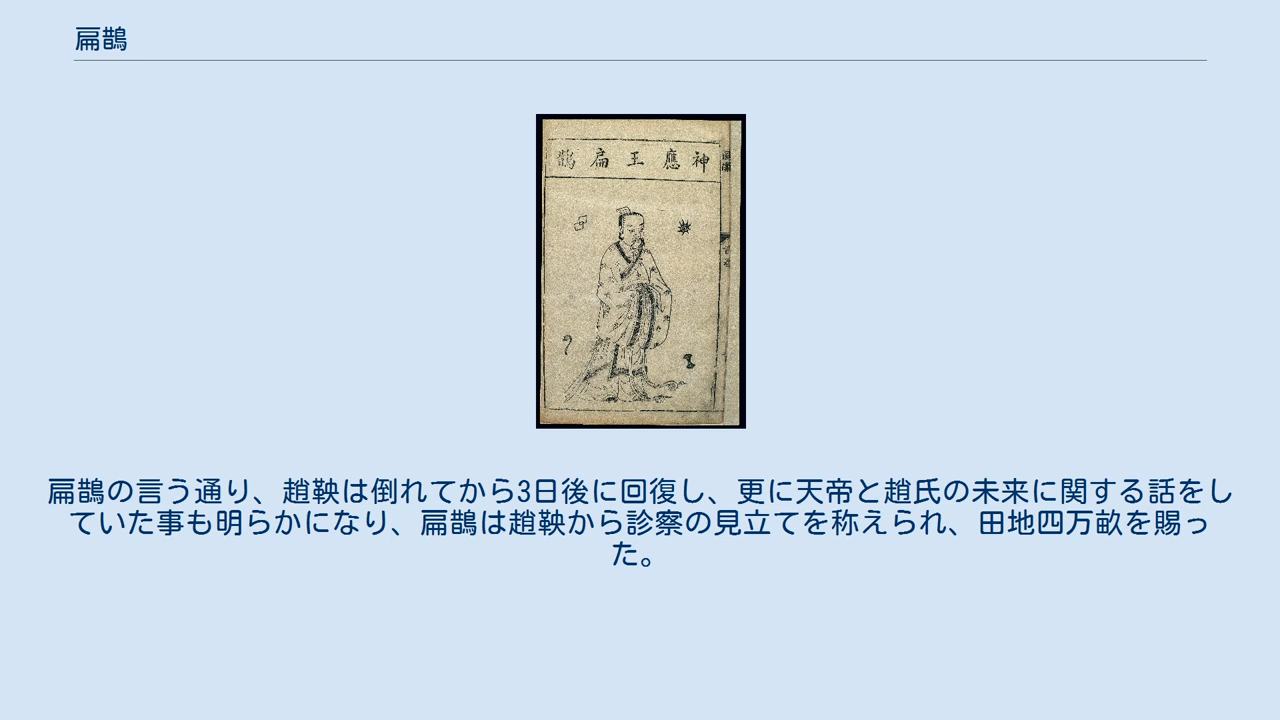 扁鵲
神應王扁鵲
扁鵲の言う通り、趙鞅は倒れてから3日後に回復し、更に天帝と趙氏の未来に関する話をし
ていた事も明らかになり、扁鵲は趙鞅から診察の見立てを称えられ、田地四万畝を賜っ
た。